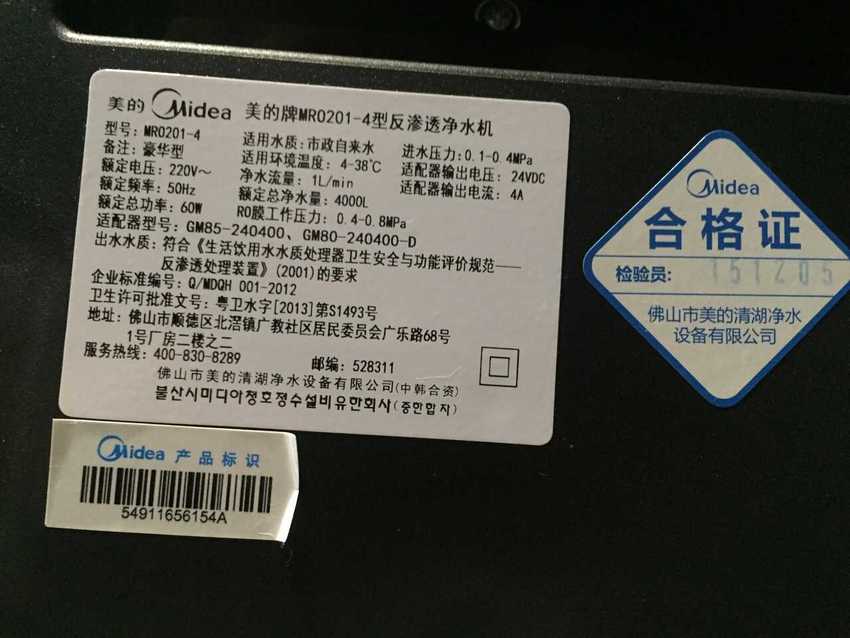 美的 Midea 美的牌MRO201-4型反渗透净水机
型号: MRO201-4 适用水质: 市政自来水 进水压力: 0.1-0.4MPa
备注: 豪华型 适用环境温度: 4-38℃ 适配器输出电压: 24VDC
额定电压: 220V～ 净水流量: 1L/min 适配器输出电流: 4A
额定频率: 50Hz 额定总净水量: 4000L
额定总功率: 60W RO膜工作压力: 0.4-0.8MPa
适配器型号: GM85-240400、GM80-240400-D
出水水质: 符合《生活饮用水水质处理器卫生安全与功能评价规范——
反渗透处理装置》(2001)的要求
企业标准编号: Q/MDQH 001-2012
卫生许可批准文号: 粤卫水字[2013]第S1493号
地址: 佛山市顺德区北滘镇广教社区居民委员会广乐路68号
1号厂房二楼之二
服务热线: 400-830-8289 邮编: 528311
佛山市美的清湖净水设备有限公司(中韩合资)
불산시미디아청호정수설비유한회사(중한합자)
Midea 产品标识
54911656154A
Midea
合格证
检验员: 151205
佛山市美的清湖净水
设备有限公司